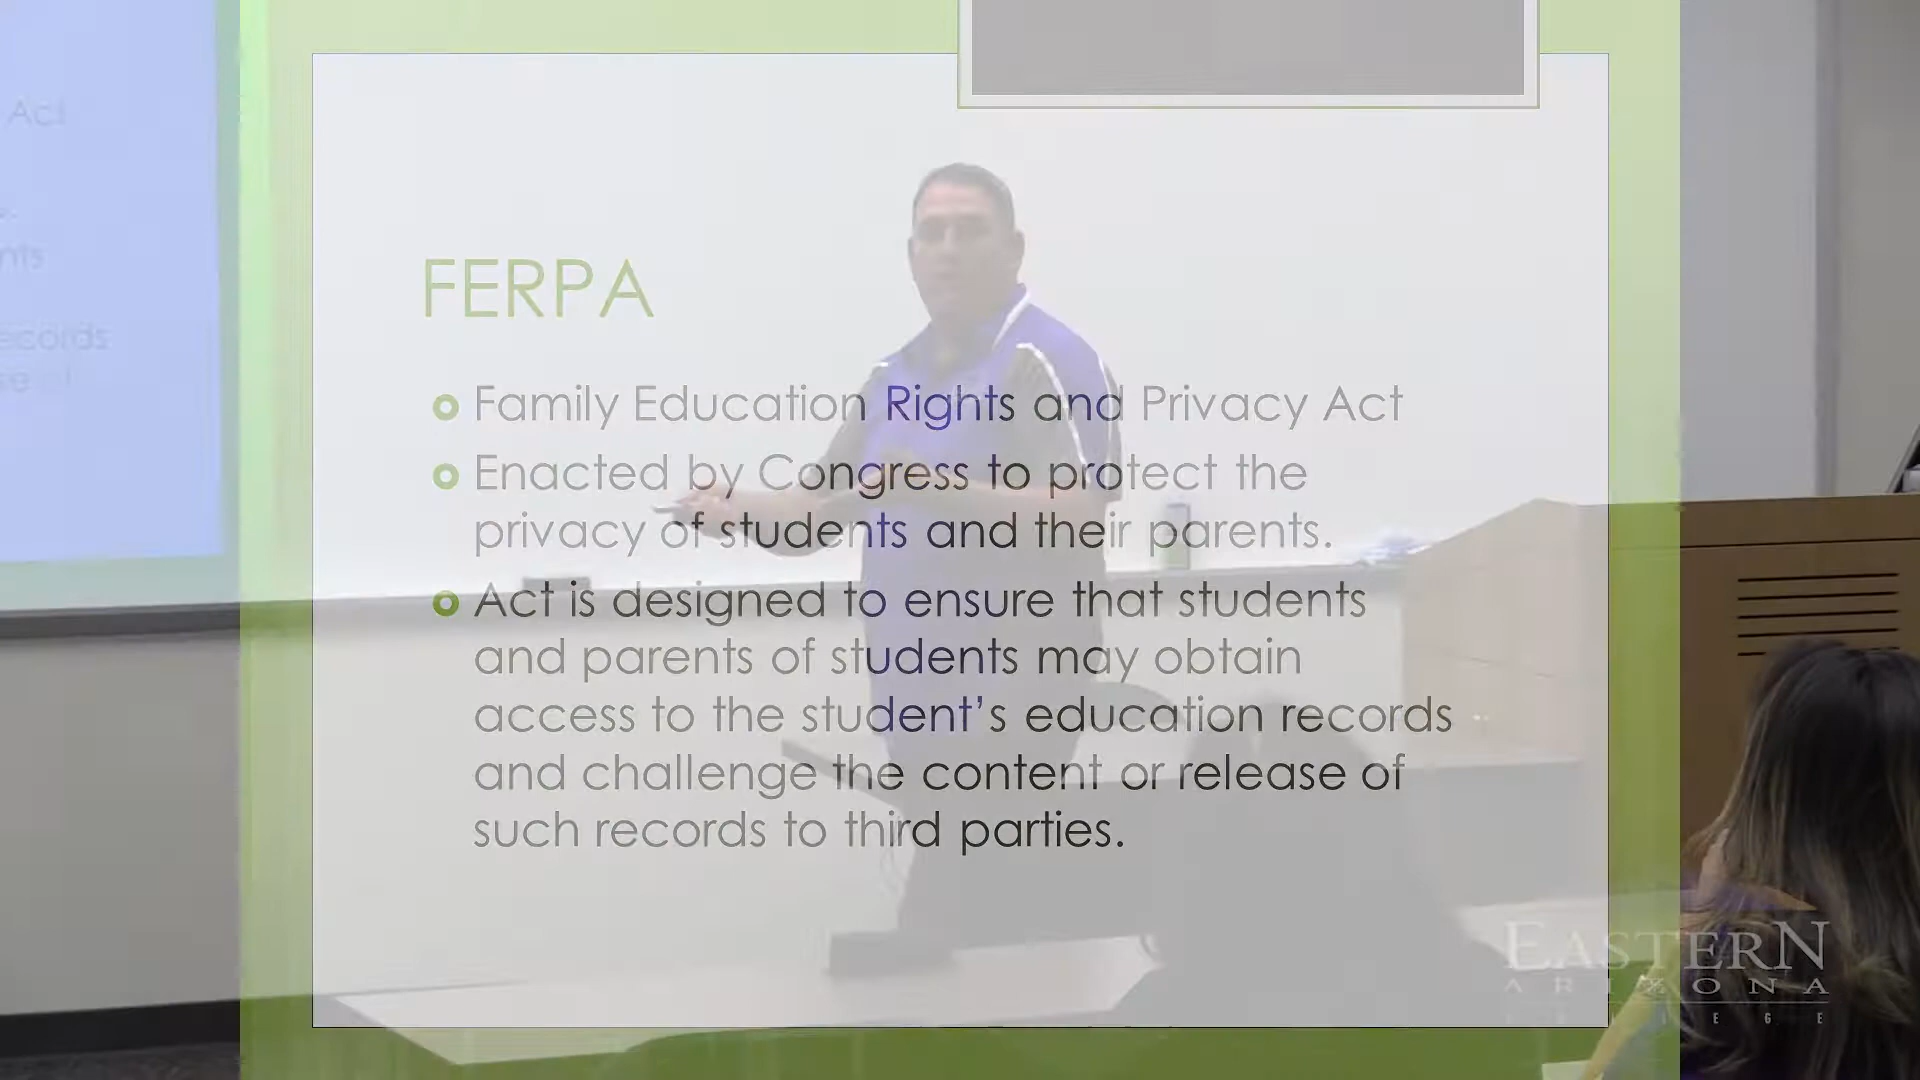 FERPA
Family Education Rights and Privacy Act
Enacted by Congress to protect the
privacy of students and their parents.
Act is designed to ensure that students
and parents of students may obtain
access to the student’s education records
and challenge the content or release of
such records to third parties.
Act
ecords
EASTERN
ARIZONA